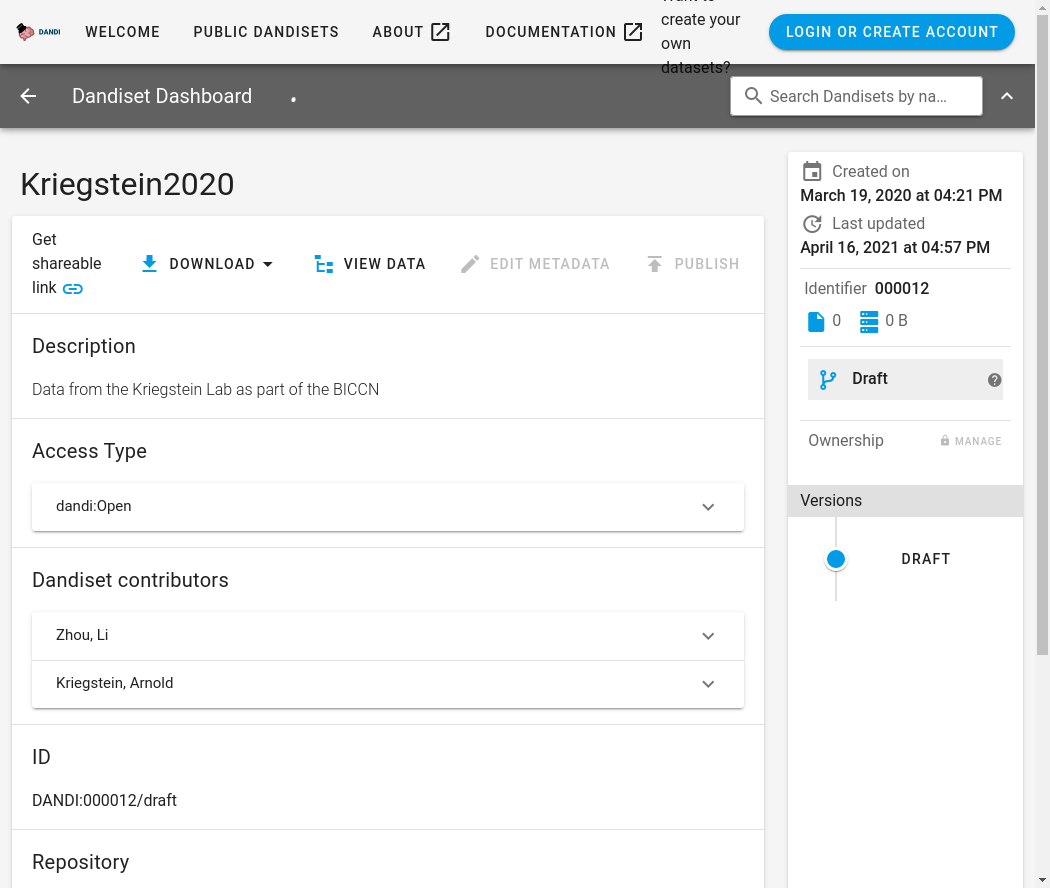 DANDI
WELCOME
PUBLIC DANDISETS
ABOUT
DOCUMENTATION
create your
own
datasets?
LOGIN OR CREATE ACCOUNT
Dandiset Dashboard
Search Dandisets by na...
Kriegstein2020
Get
shareable
link
DOWNLOAD
VIEW DATA
EDIT METADATA
PUBLISH
Description
Data from the Kriegstein Lab as part of the BICCN
Access Type
dandi:Open
Dandiset contributors
Zhou, Li
Kriegstein, Arnold
ID
DANDI:000012/draft
Repository
Created on
March 19, 2020 at 04:21 PM
Last updated
April 16, 2021 at 04:57 PM
Identifier 000012
0
0 B
Draft
Ownership
MANAGE
Versions
DRAFT